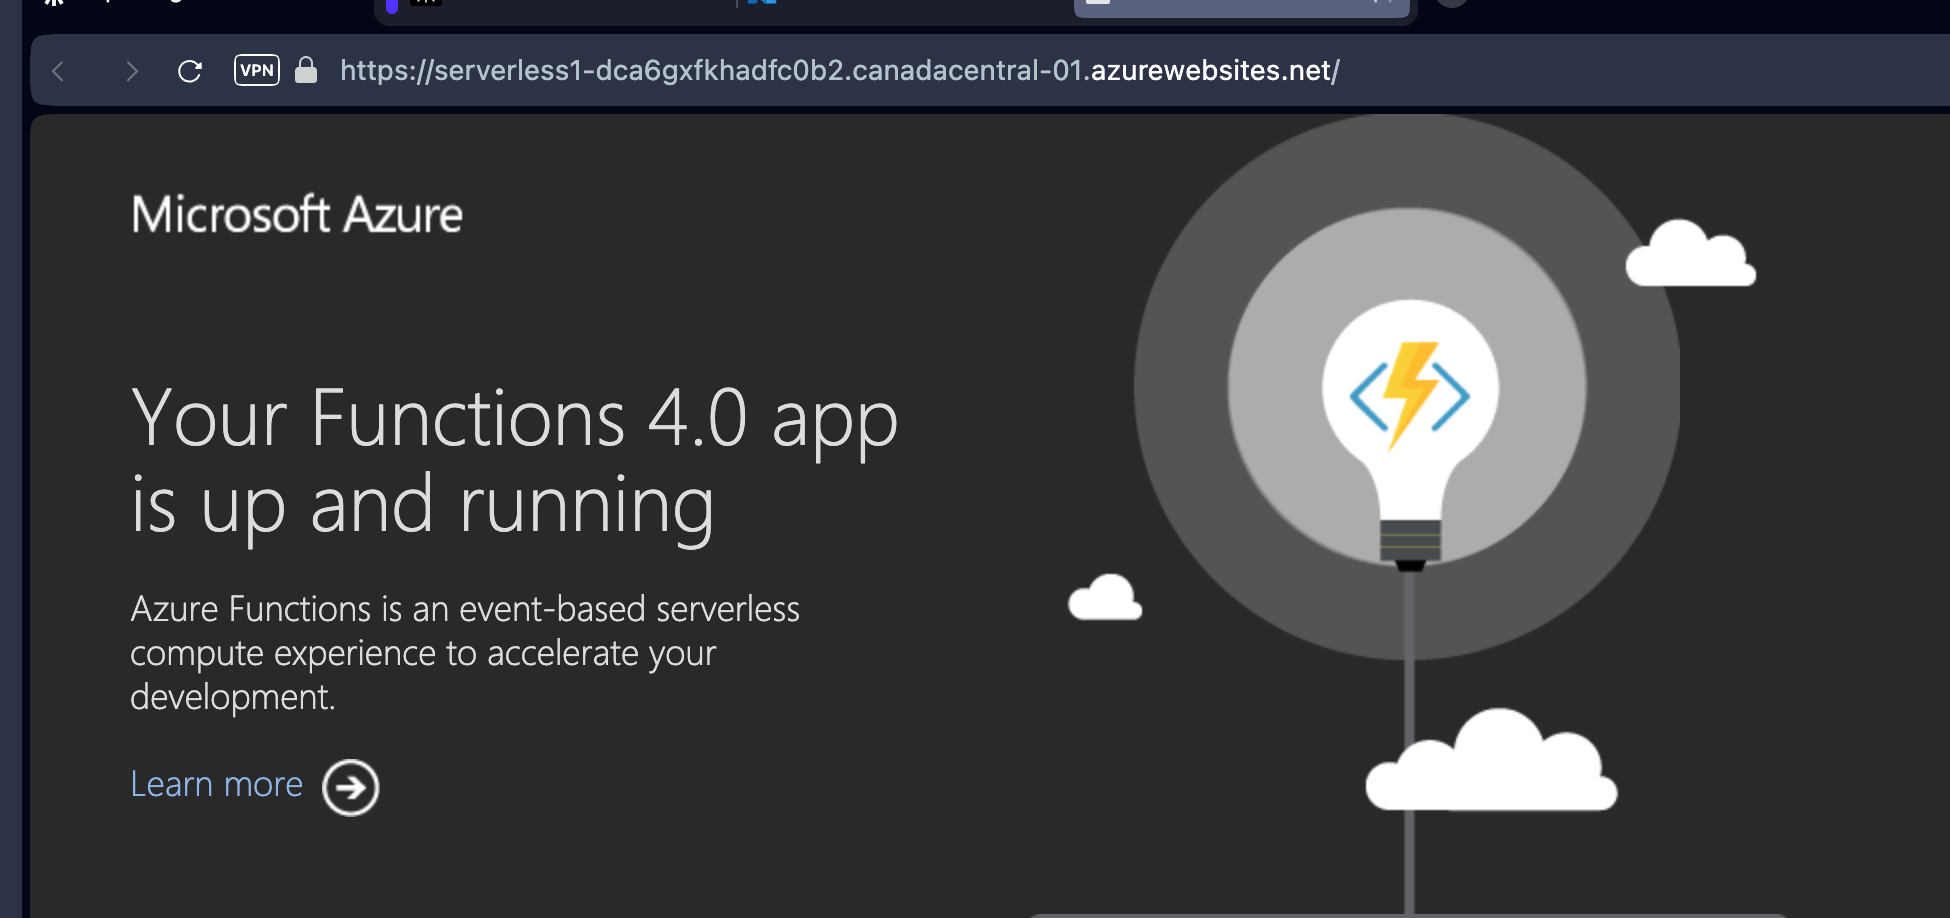 VPN
https://serverless1-dca6gxfkhadfc0b2.canadacentral-01.azurewebsites.net/
Microsoft Azure
Your Functions 4.0 app
is up and running
Azure Functions is an event-based serverless
compute experience to accelerate your
development.
Learn more